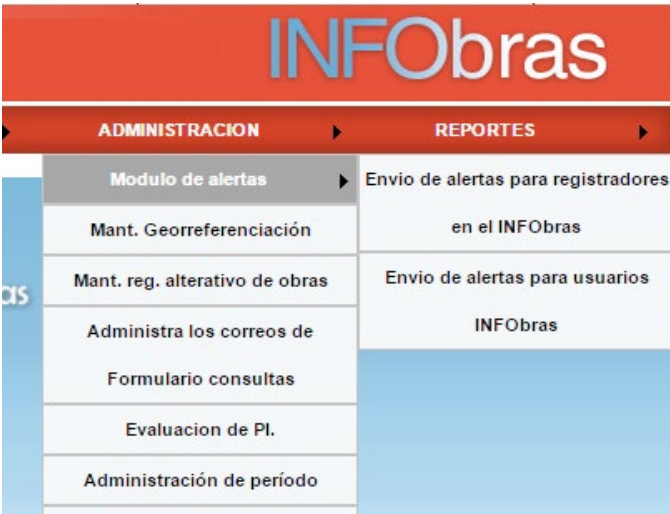 INFObras
ADMINISTRACION
REPORTES
Modulo de alertas
Envio de alertas para registradores
en el INFObras
Mant. Georreferenciación
Mant. reg. alterativo de obras
Envio de alertas para usuarios
INFObras
as
Administra los correos de
Formulario consultas
Evaluacion de PI.
Administración de período